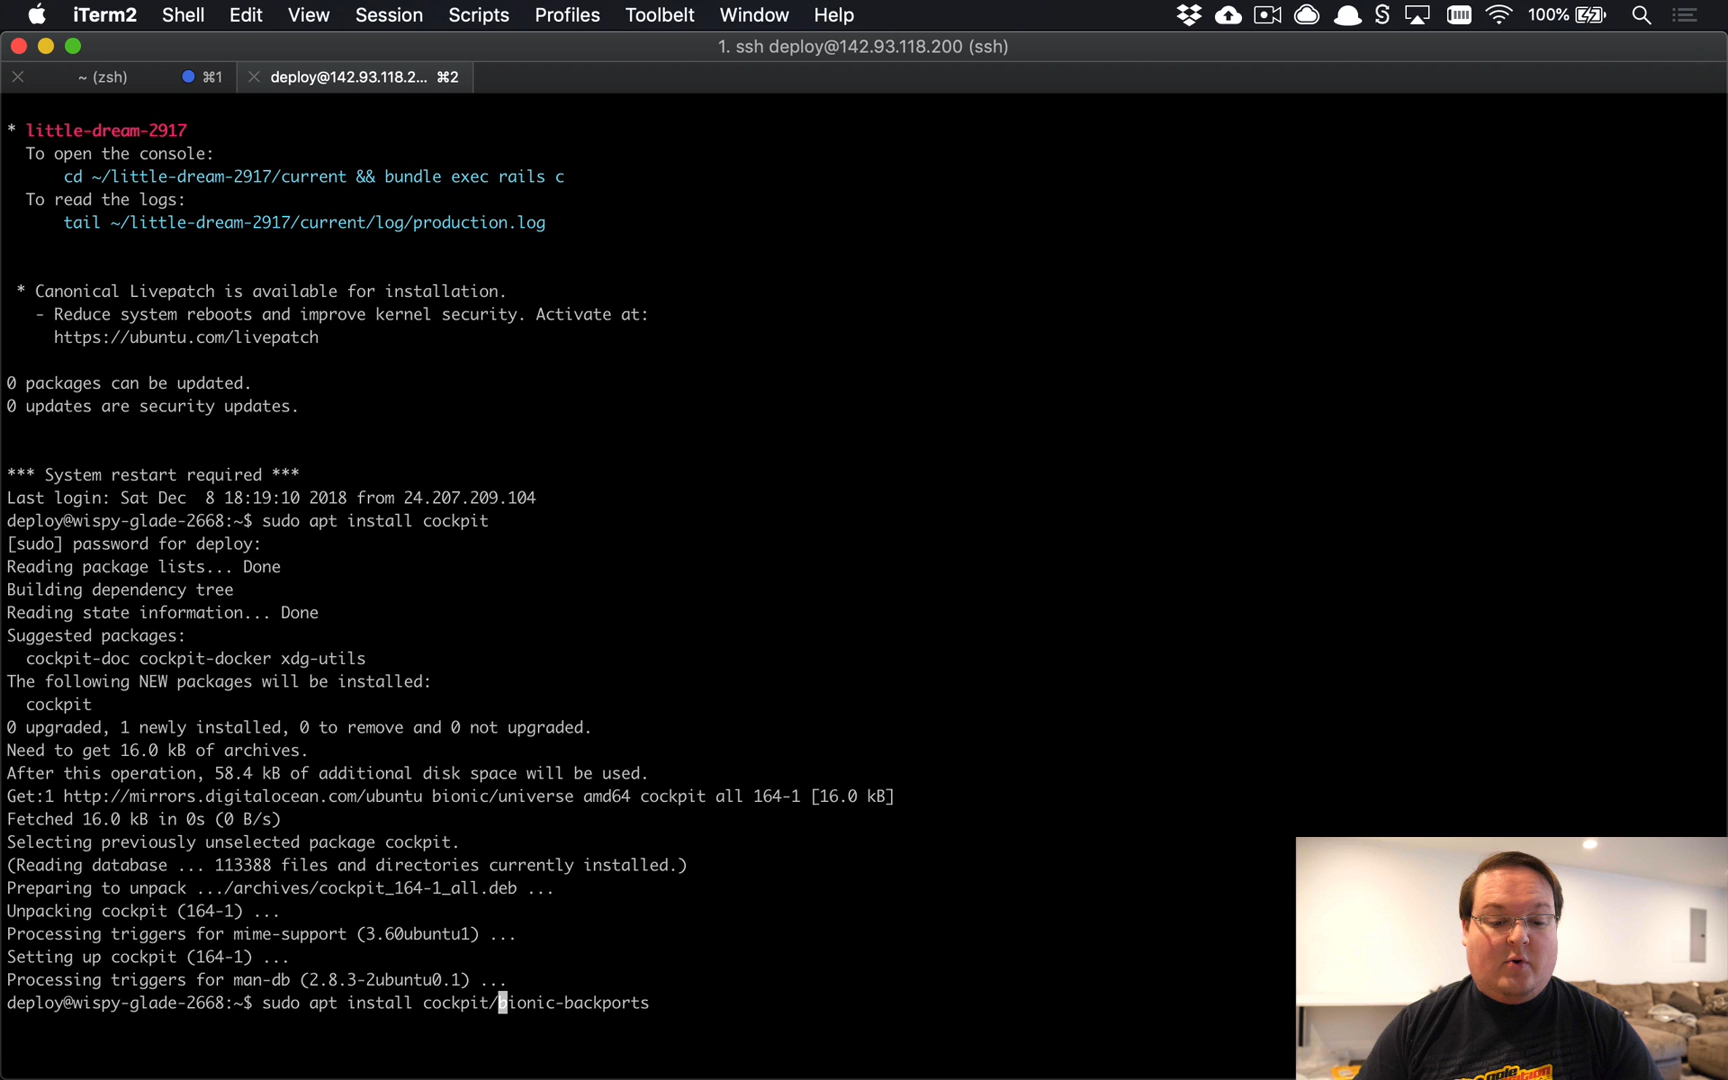 iTerm2 Shell Edit View Session Scripts Profiles Toolbelt Window Help 100%
1. ssh deploy@142.93.118.200 (ssh)
~ (zsh) ⌘1 deploy@142.93.118.2... ⌘2
* little-dream-2917
To open the console:
cd ~/little-dream-2917/current && bundle exec rails c
To read the logs:
tail ~/little-dream-2917/current/log/production.log
* Canonical Livepatch is available for installation.
- Reduce system reboots and improve kernel security. Activate at:
https://ubuntu.com/livepatch
0 packages can be updated.
0 updates are security updates.
*** System restart required ***
Last login: Sat Dec  8 18:19:10 2018 from 24.207.209.104
deploy@wispy-glade-2668:~$ sudo apt install cockpit
[sudo] password for deploy:
Reading package lists... Done
Building dependency tree
Reading state information... Done
Suggested packages:
cockpit-doc cockpit-docker xdg-utils
The following NEW packages will be installed:
cockpit
0 upgraded, 1 newly installed, 0 to remove and 0 not upgraded.
Need to get 16.0 kB of archives.
After this operation, 58.4 kB of additional disk space will be used.
Get:1 http://mirrors.digitalocean.com/ubuntu bionic/universe amd64 cockpit all 164-1 [16.0 kB]
Fetched 16.0 kB in 0s (0 B/s)
Selecting previously unselected package cockpit.
(Reading database ... 113388 files and directories currently installed.)
Preparing to unpack .../archives/cockpit_164-1_all.deb ...
Unpacking cockpit (164-1) ...
Processing triggers for mime-support (3.60ubuntu1) ...
Setting up cockpit (164-1) ...
Processing triggers for man-db (2.8.3-2ubuntu0.1) ...
deploy@wispy-glade-2668:~$ sudo apt install cockpit/bionic-backports